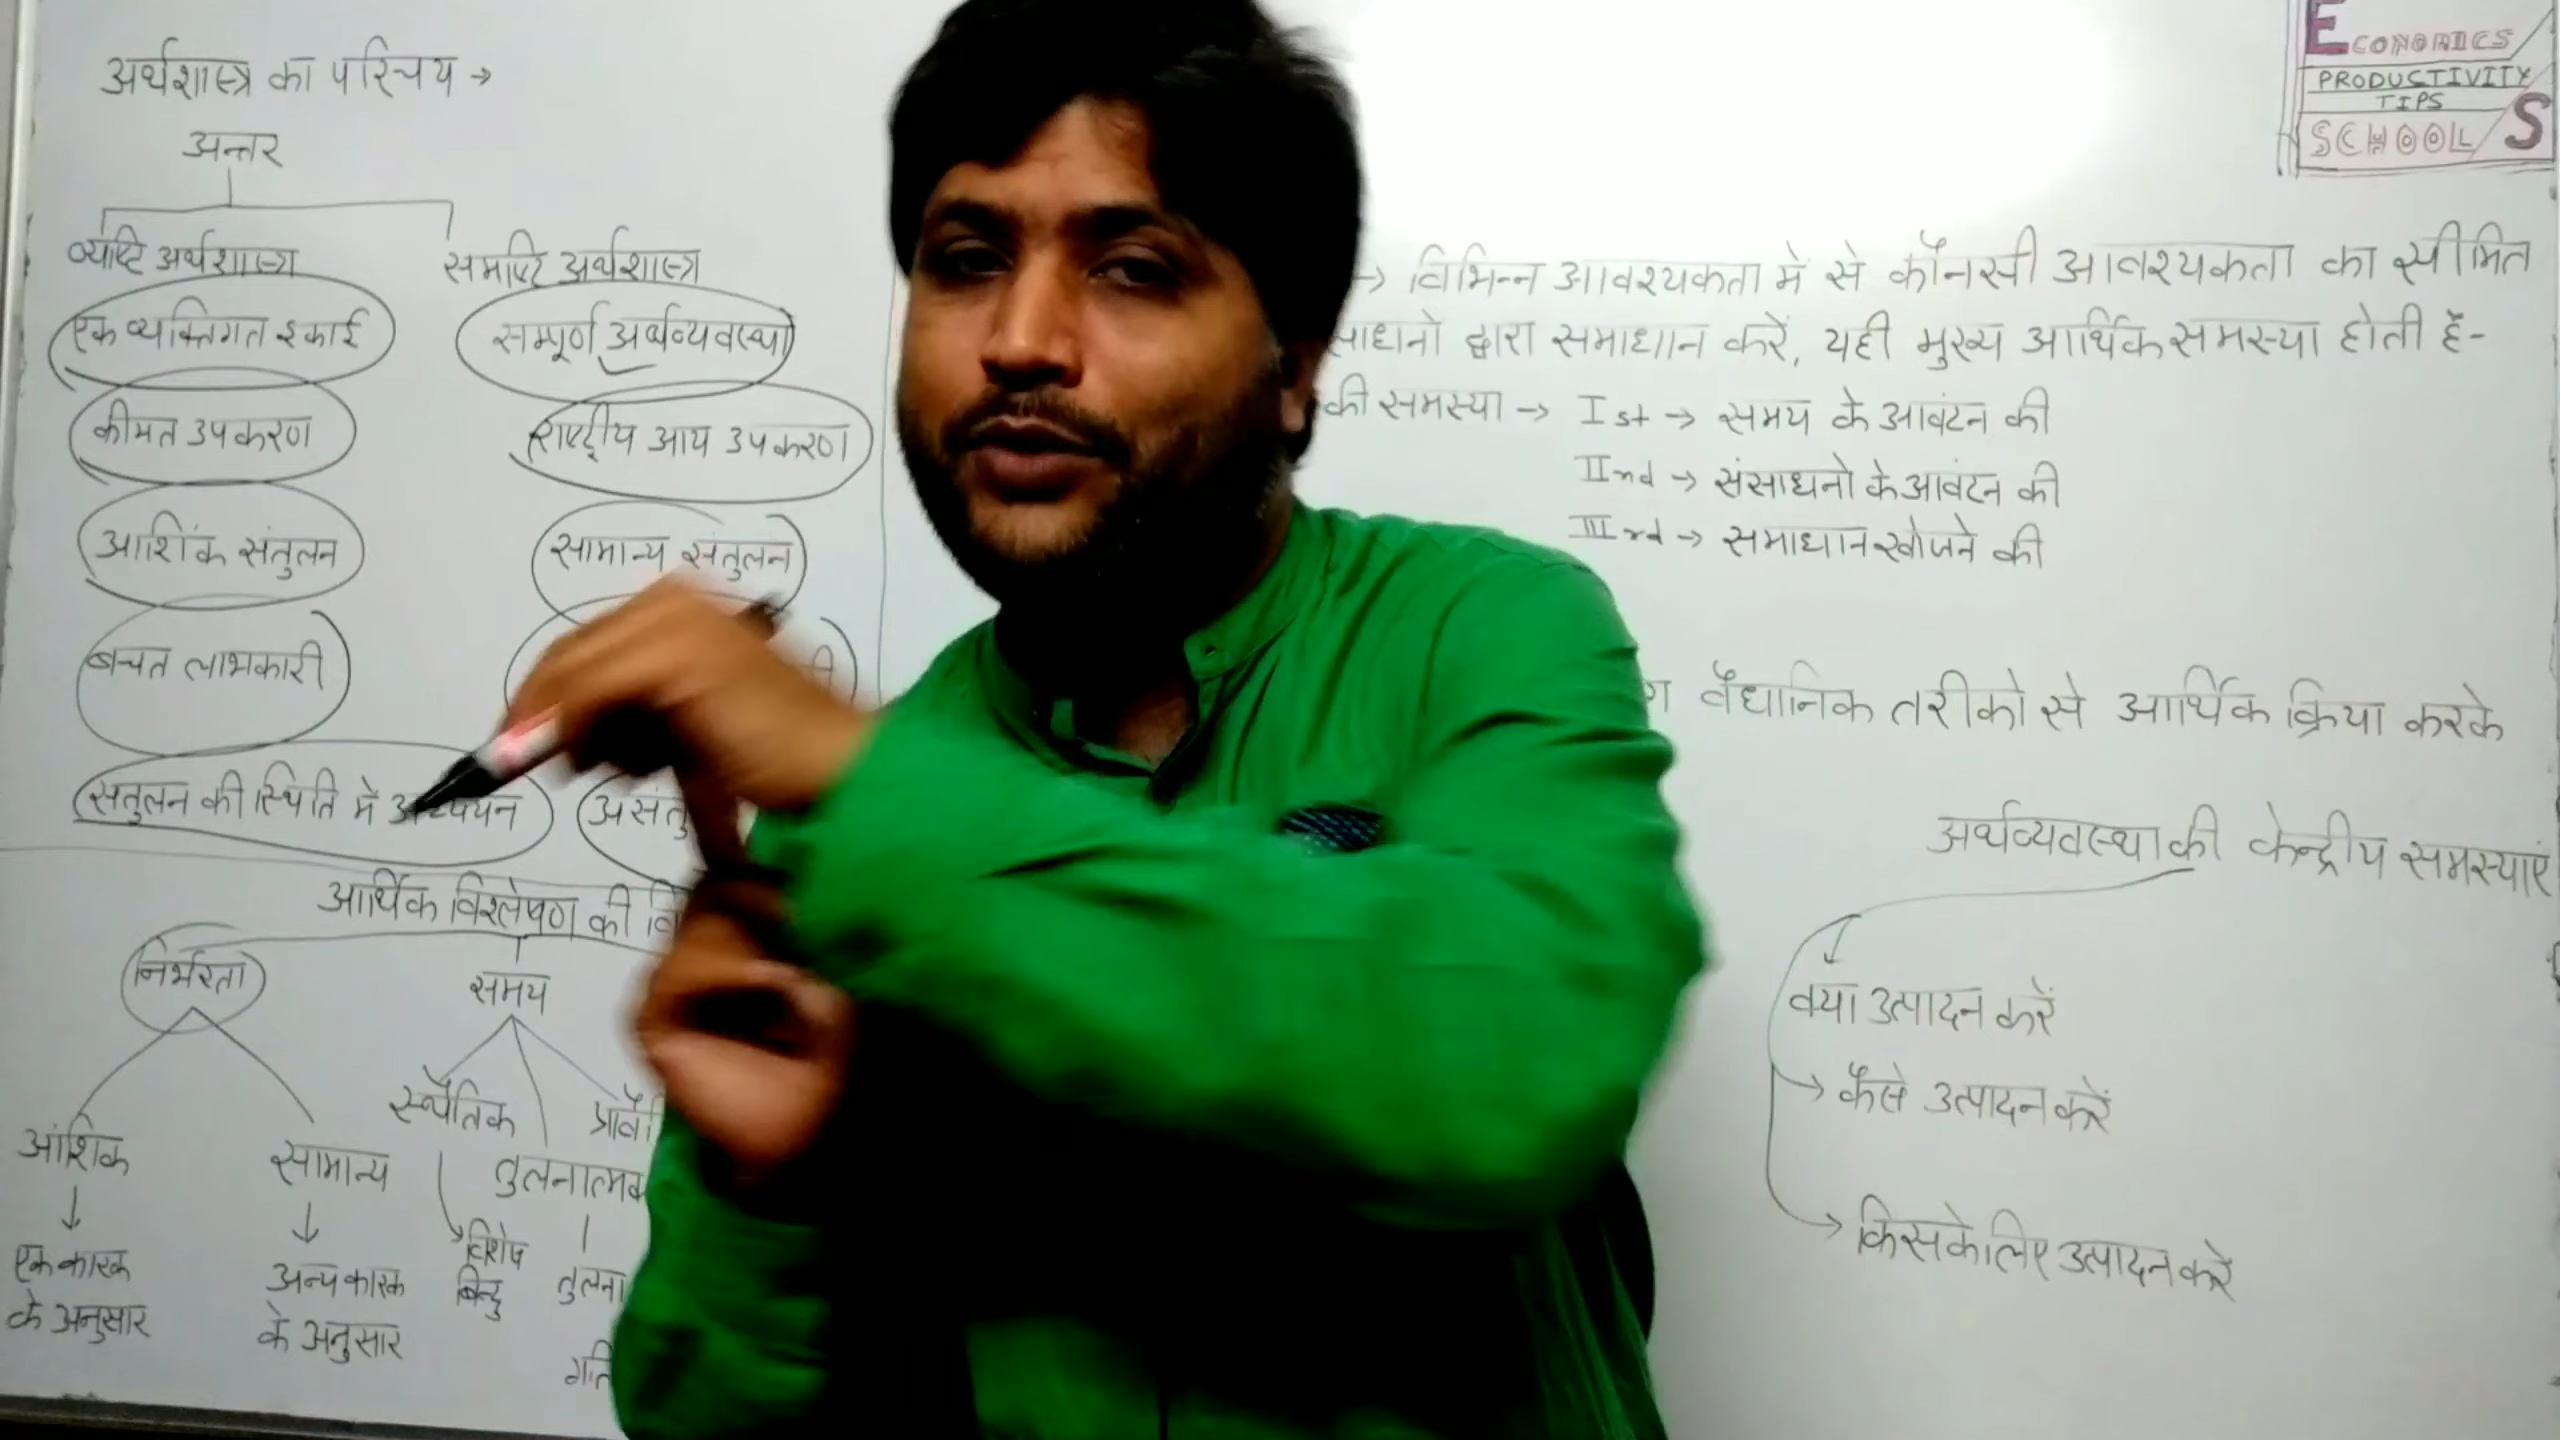 अर्थशास्त्र का परिचय →
अन्तर
व्यष्टि अर्थशास्त्र
समष्टि अर्थशास्त्र
एक व्यक्तिगत इकाई
सम्पूर्ण अर्थव्यवस्था
कीमत उपकरण
राष्ट्रीय आय उपकरण
आशिंक संतुलन
सामान्य संतुलन
बचत लाभकारी
संतुलन की स्थिति में
असंतु
आर्थिक विश्लेषण की वि
निर्भरता
समय
स्थैतिक
प्रावै
तुलनात्मक
आंशिक
सामान्य
↓
↓
एक कारक
के अनुसार
अन्य कारक
के अनुसार
विशेष
बिन्दु
तुलना
गति
ECONOMICS
PRODUCTIVITY
TIPS
SCHOOL S
→ विभिन्न आवश्यकता में से कौनसी आवश्यकता का सीमित
साधनो द्वारा समाधान करें, यही मुख्य आर्थिक समस्या होती है-
की समस्या → Ist → समय के आवंटन की
IInd → संसाधनो के आवंटन की
IIIrd → समाधान खोजने की
वैधानिक तरीको से आर्थिक क्रिया करके
अर्थव्यवस्था की केन्द्रीय समस्याएं
क्या उत्पादन करें
→ कैसे उत्पादन करें
→ किसके लिए उत्पादन करे